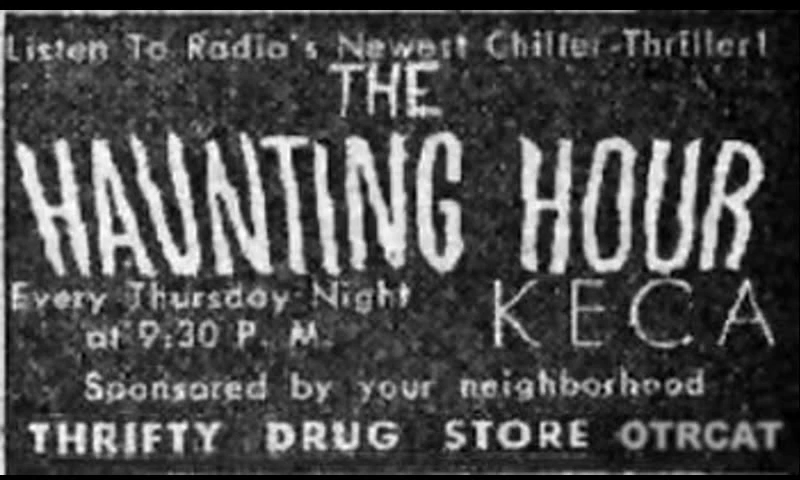 Listen To Radio's Newest Chiller-Thriller!
THE
HAUNTING HOUR
Every Thursday Night
at 9:30 P. M.
KECA
Sponsored by your neighborhood
THRIFTY DRUG STORE OTRCAT